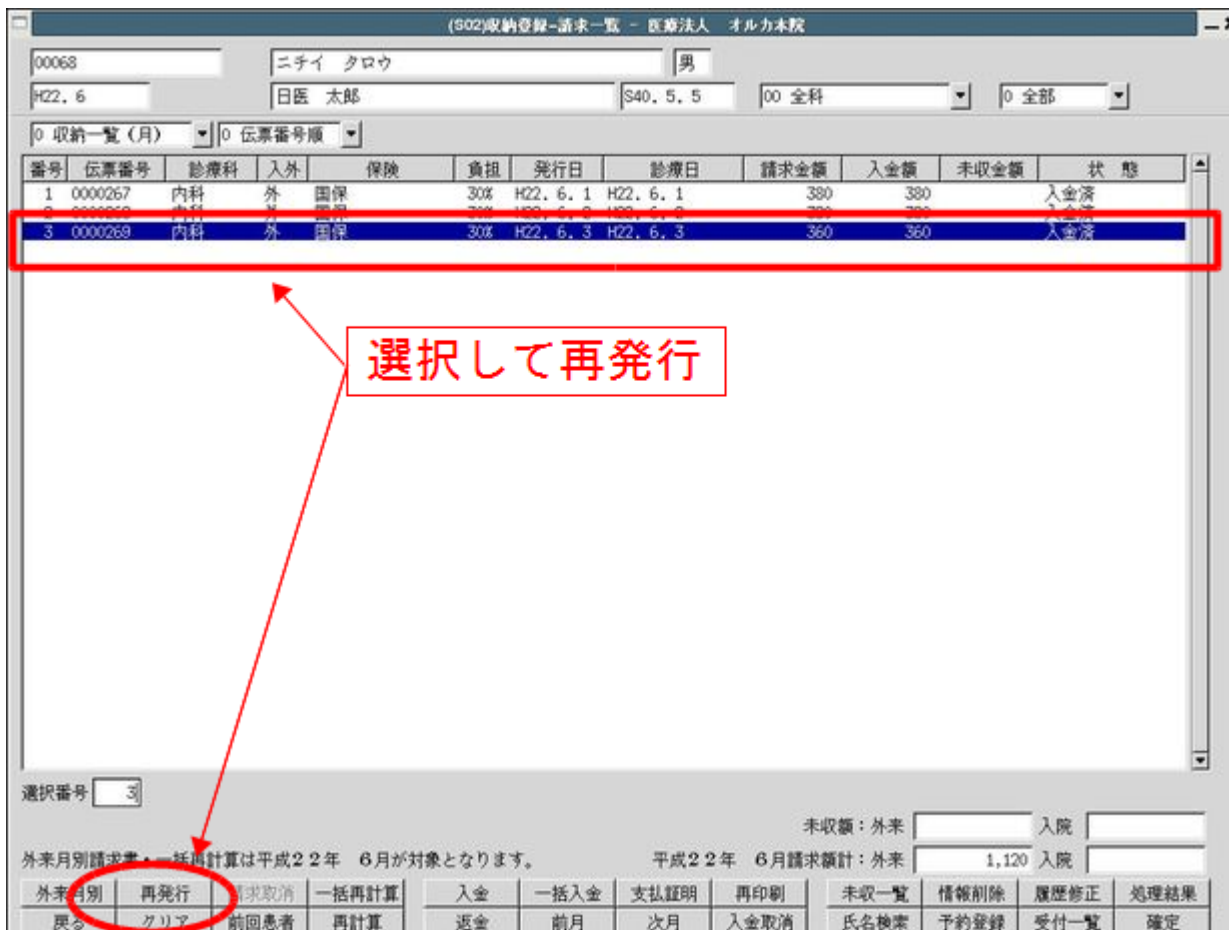 (S02)収納登録-請求一覧 - 医療法人 オルカ本院
00068 ニチイ タロウ 男
H22. 6 日医 太郎 S40. 5. 5 00 全科 0 全部
0 収納一覧(月) 0 伝票番号順
番号 伝票番号 診療科 入外 保険 負担 発行日 診療日 請求金額 入金額 未収金額 状 態
1 0000267 内科 外 国保 30% H22. 6. 1 H22. 6. 1 380 380 入金済
3 0000269 内科 外 国保 30% H22. 6. 3 H22. 6. 3 360 360 入金済
選択して再発行
選択番号 3
未収額:外来 入院
外来月別請求書・一括再計算は平成22年 6月が対象となります。 平成22年 6月請求額計:外来 1,120 入院
外来月別 再発行 請求取消 一括再計算 入金 一括入金 支払証明 再印刷 未収一覧 情報削除 履歴修正 処理結果
戻る クリア 前回患者 再計算 返金 前月 次月 入金取消 氏名検索 予約登録 受付一覧 確定